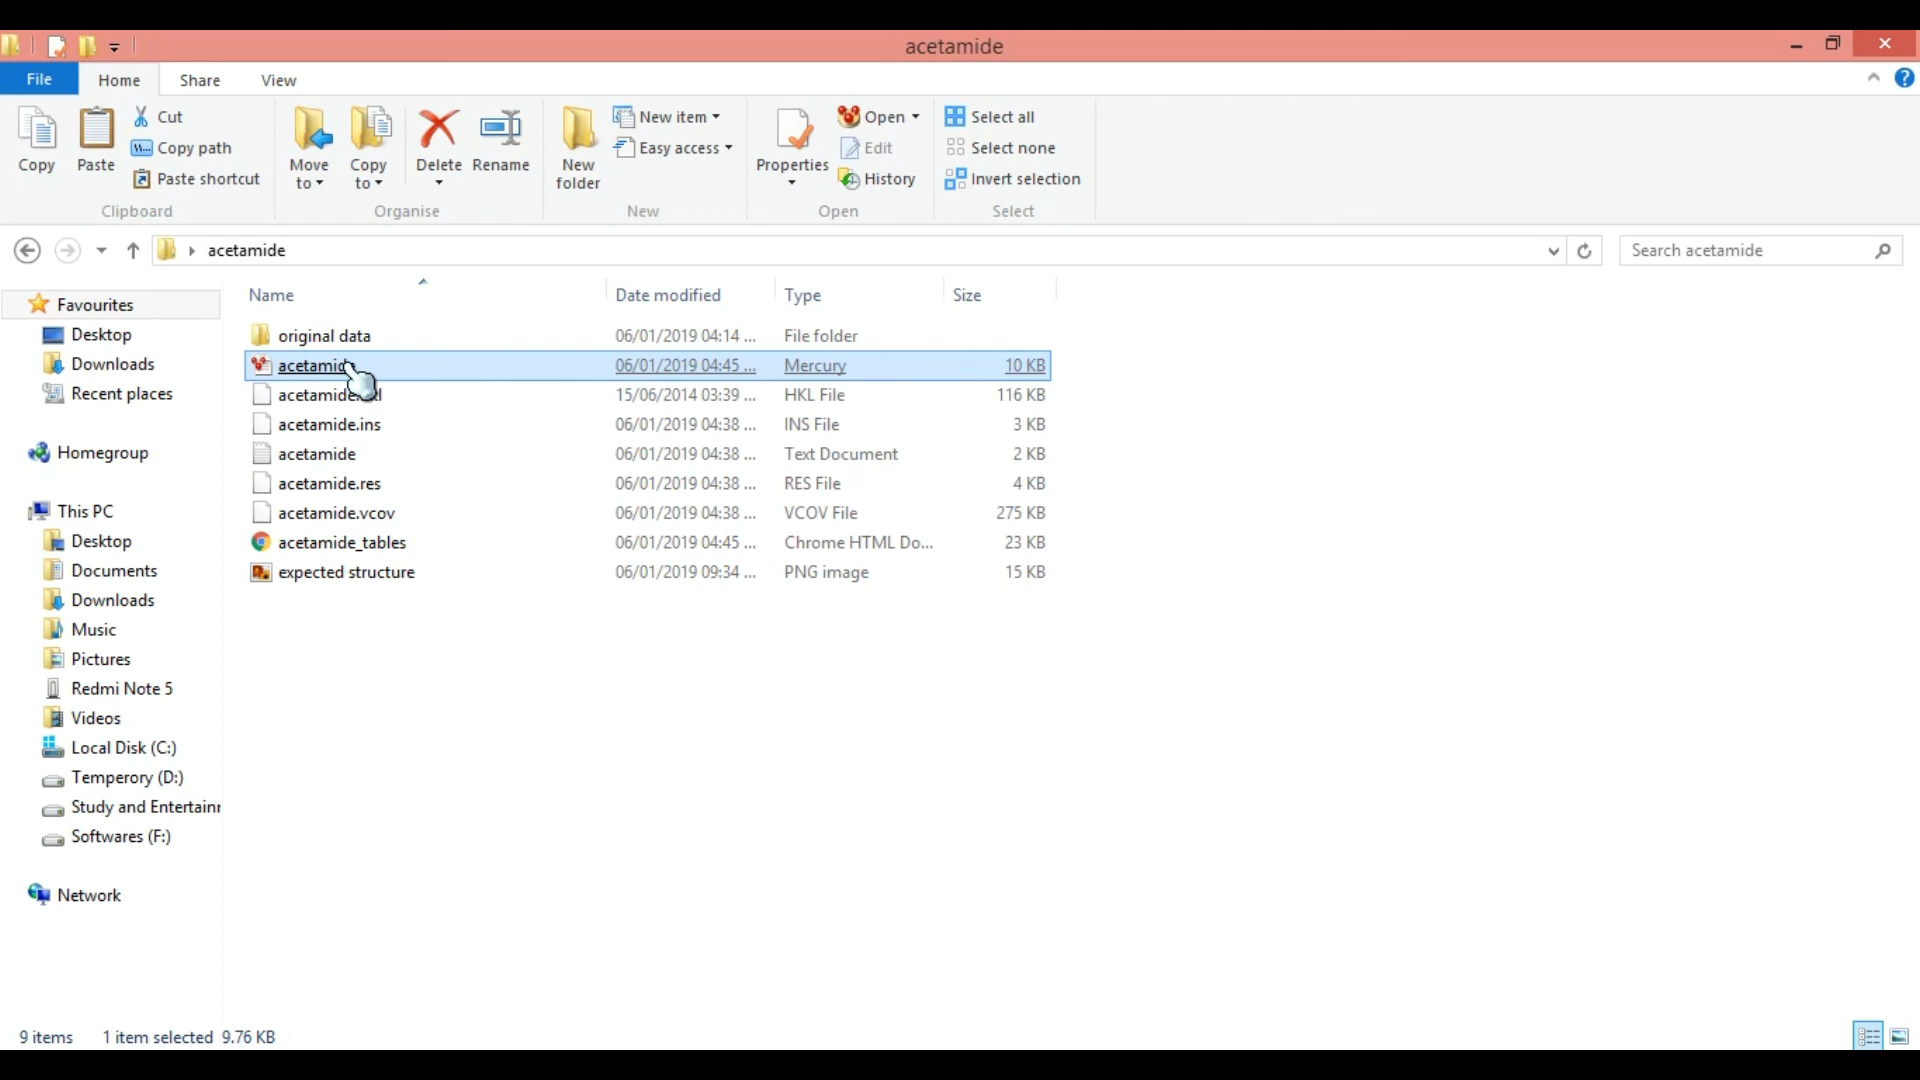 acetamide
File Home Share View
Copy
Paste
Cut
Copy path
Paste shortcut
Clipboard
Move to
Copy to
Delete
Rename
Organise
New folder
New item
Easy access
New
Properties
Open
Edit
History
Open
Select all
Select none
Invert selection
Select
acetamide
Search acetamide
Name Date modified Type Size
original data 06/01/2019 04:14 ... File folder
06/01/2019 04:45 ... Mercury 10 KB
15/06/2014 03:39 ... HKL File 116 KB
acetamide.ins 06/01/2019 04:38 ... INS File 3 KB
acetamide 06/01/2019 04:38 ... Text Document 2 KB
acetamide.res 06/01/2019 04:38 ... RES File 4 KB
acetamide.vcov 06/01/2019 04:38 ... VCOV File 275 KB
acetamide_tables 06/01/2019 04:45 ... Chrome HTML Do... 23 KB
expected structure 06/01/2019 09:34 ... PNG image 15 KB
Favourites
Desktop
Downloads
Recent places
Homegroup
This PC
Desktop
Documents
Downloads
Music
Pictures
Redmi Note 5
Videos
Local Disk (C:)
Temperory (D:)
Study and
Softwares (F:)
Network
9 items 1 item selected 9.76 KB